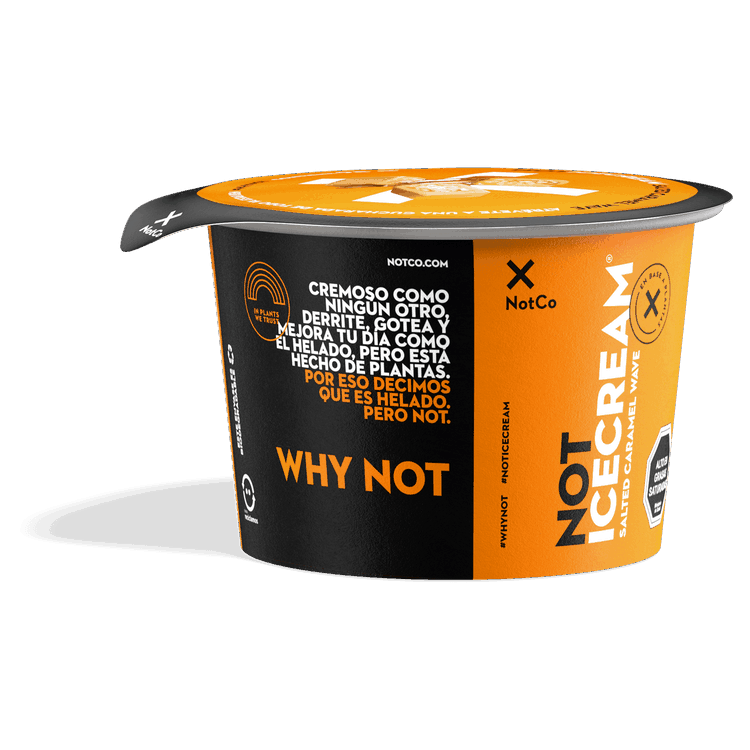 NotCo
NOTCO.COM
IN PLANTS
WE TRUST
CREMOSO COMO
NINGÚN OTRO,
DERRITE, GOTEA Y
MEJORA TU DÍA COMO
EL HELADO, PERO ESTÁ
HECHO DE PLANTAS.
POR ESO DECIMOS
QUE ES HELADO.
PERO NOT.
WHY NOT
#WHYNOT #NOTICECREAM
NotCo
NOT
ICECREAM®
SALTED CARAMEL WAVE
EN BASE A
ALTO EN
GRASAS
SATURADAS